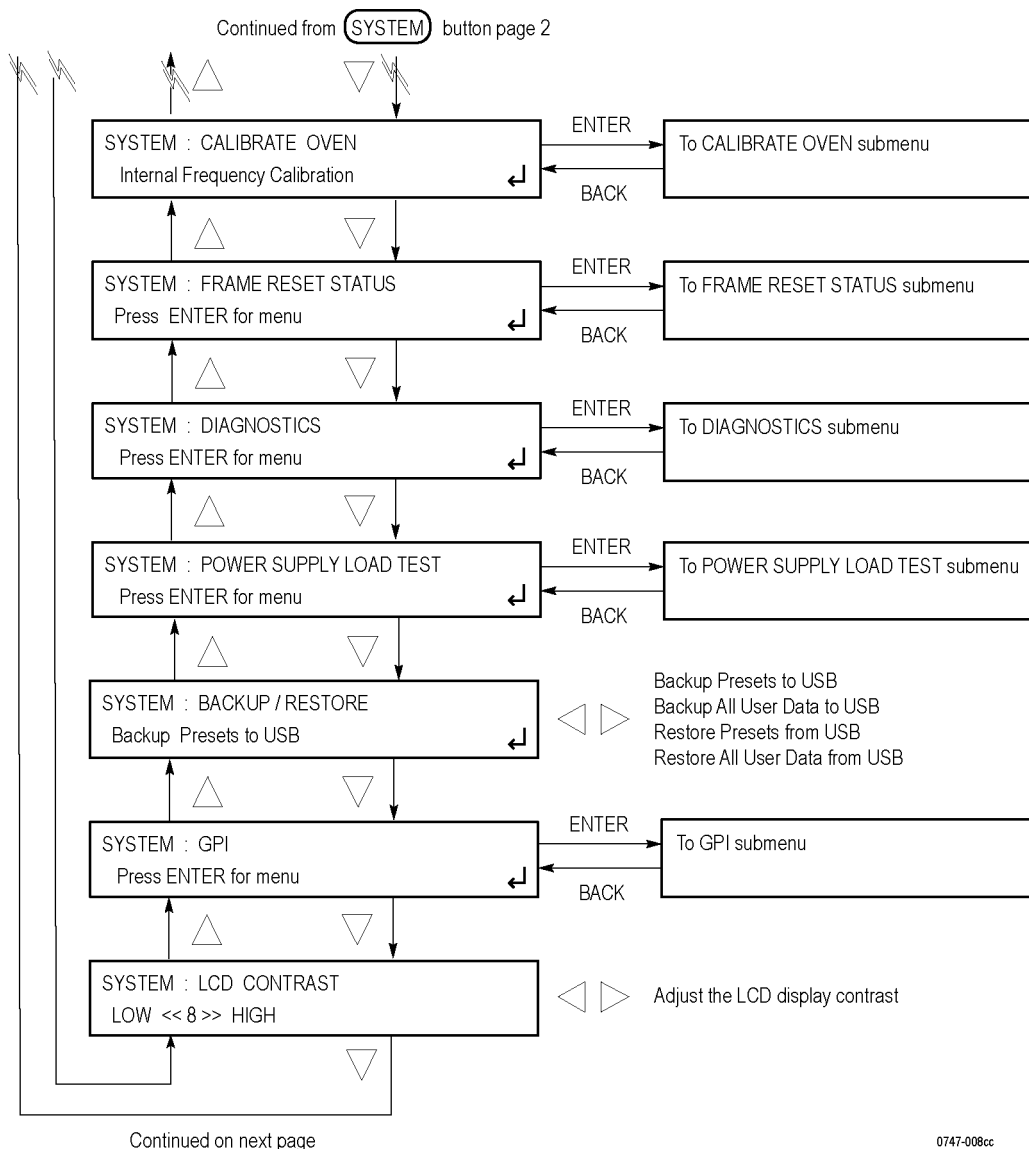 Continued from SYSTEM button page 2
SYSTEM : CALIBRATE OVEN
Internal Frequency Calibration
ENTER
BACK
To CALIBRATE OVEN submenu
SYSTEM : FRAME RESET STATUS
Press ENTER for menu
ENTER
BACK
To FRAME RESET STATUS submenu
SYSTEM : DIAGNOSTICS
Press ENTER for menu
ENTER
BACK
To DIAGNOSTICS submenu
SYSTEM : POWER SUPPLY LOAD TEST
Press ENTER for menu
ENTER
BACK
To POWER SUPPLY LOAD TEST submenu
SYSTEM : BACKUP / RESTORE
Backup Presets to USB
Backup Presets to USB
Backup All User Data to USB
Restore Presets from USB
Restore All User Data from USB
SYSTEM : GPI
Press ENTER for menu
ENTER
BACK
To GPI submenu
SYSTEM : LCD CONTRAST
LOW << 8 >> HIGH
Adjust the LCD display contrast
Continued on next page
0747-008cc